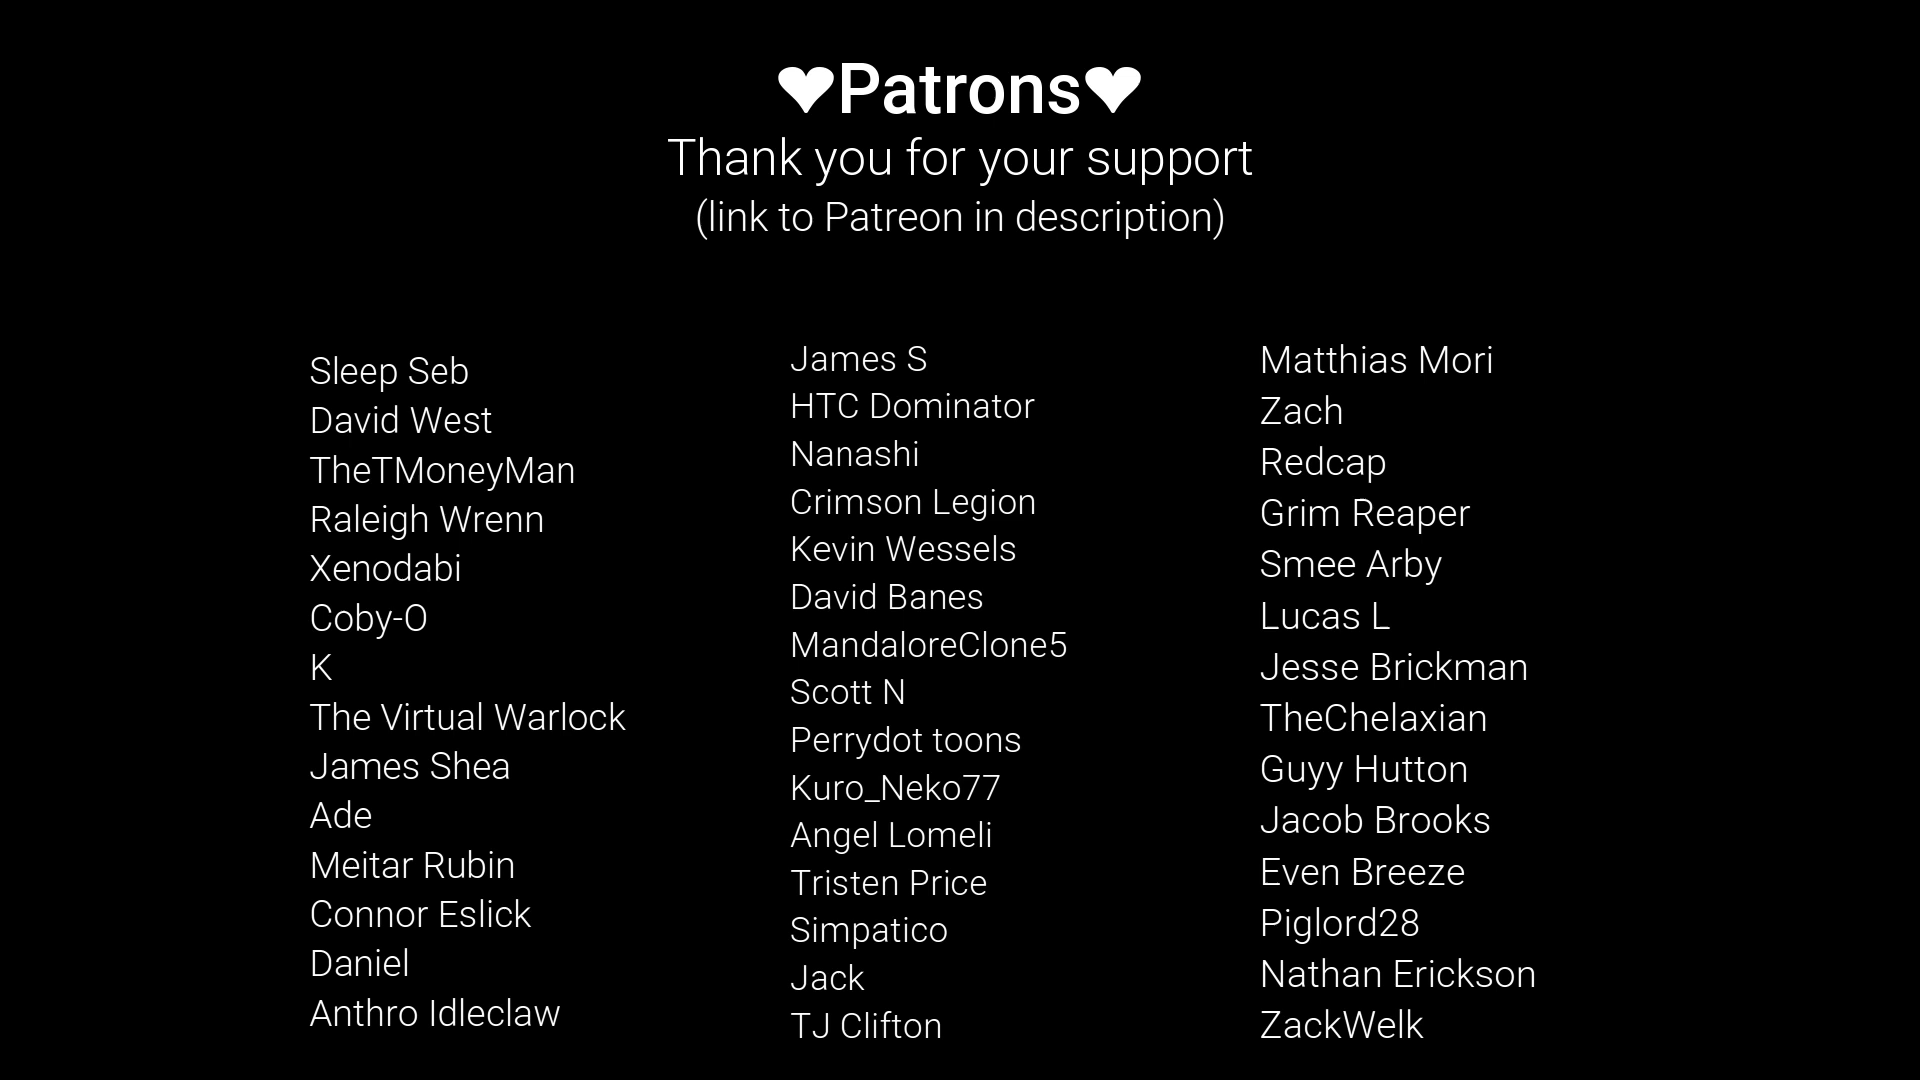 ❤Patrons❤
Thank you for your support
(link to Patreon in description)
Sleep Seb
David West
TheTMoneyMan
Raleigh Wrenn
Xenodabi
Coby-O
K
The Virtual Warlock
James Shea
Ade
Meitar Rubin
Connor Eslick
Daniel
Anthro Idleclaw
James S
HTC Dominator
Nanashi
Crimson Legion
Kevin Wessels
David Banes
MandaloreClone5
Scott N
Perrydot toons
Kuro_Neko77
Angel Lomeli
Tristen Price
Simpatico
Jack
TJ Clifton
Matthias Mori
Zach
Redcap
Grim Reaper
Smee Arby
Lucas L
Jesse Brickman
TheChelaxian
Guyy Hutton
Jacob Brooks
Even Breeze
Piglord28
Nathan Erickson
ZackWelk